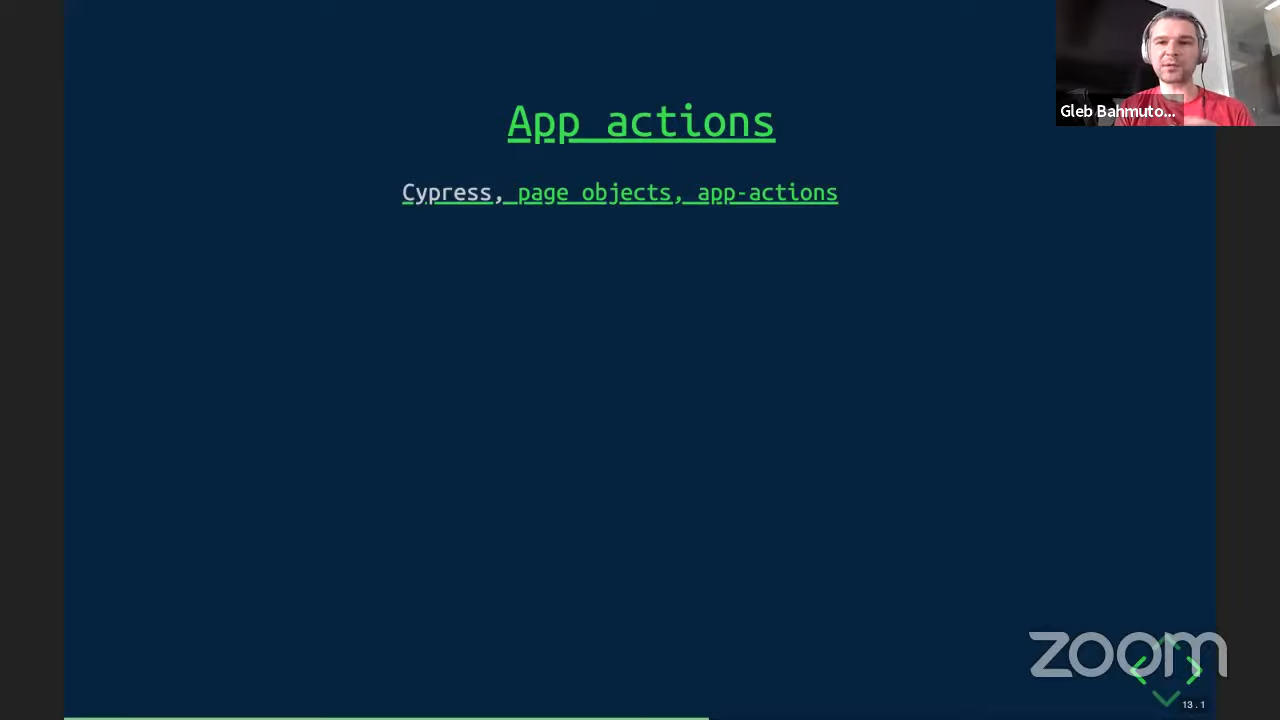 App actions
Cypress, page objects, app-actions
Gleb Bahmuto...
zoom
13.1